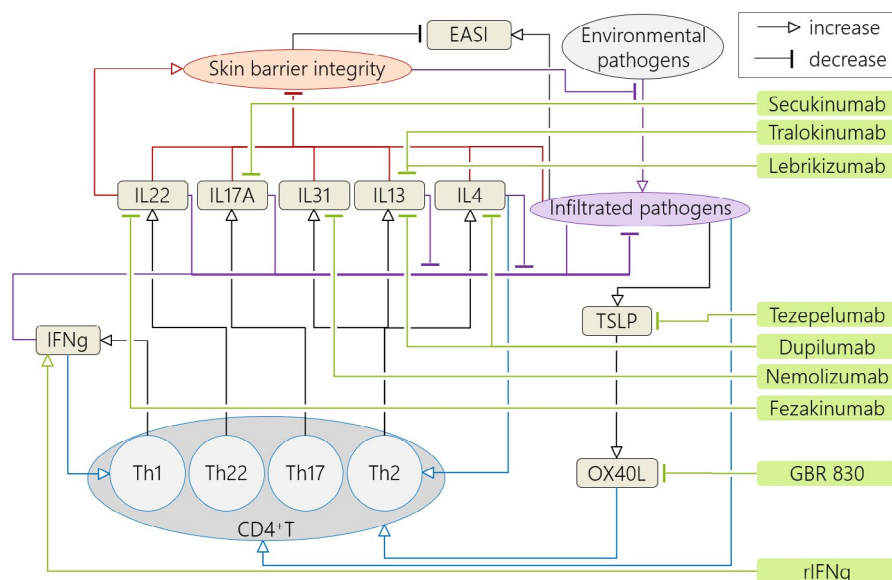 EASI
Environmental
pathogens
increase
decrease
Skin barrier integrity
Secukinumab
Tralokinumab
Lebrikizumab
IL22
IL17A
IL31
IL13
IL4
Infiltrated pathogens
TSLP
Tezepelumab
IFNg
Dupilumab
Nemolizumab
Fezakinumab
Th1
Th22
Th17
Th2
OX40L
GBR 830
CD4⁺T
rIFNg